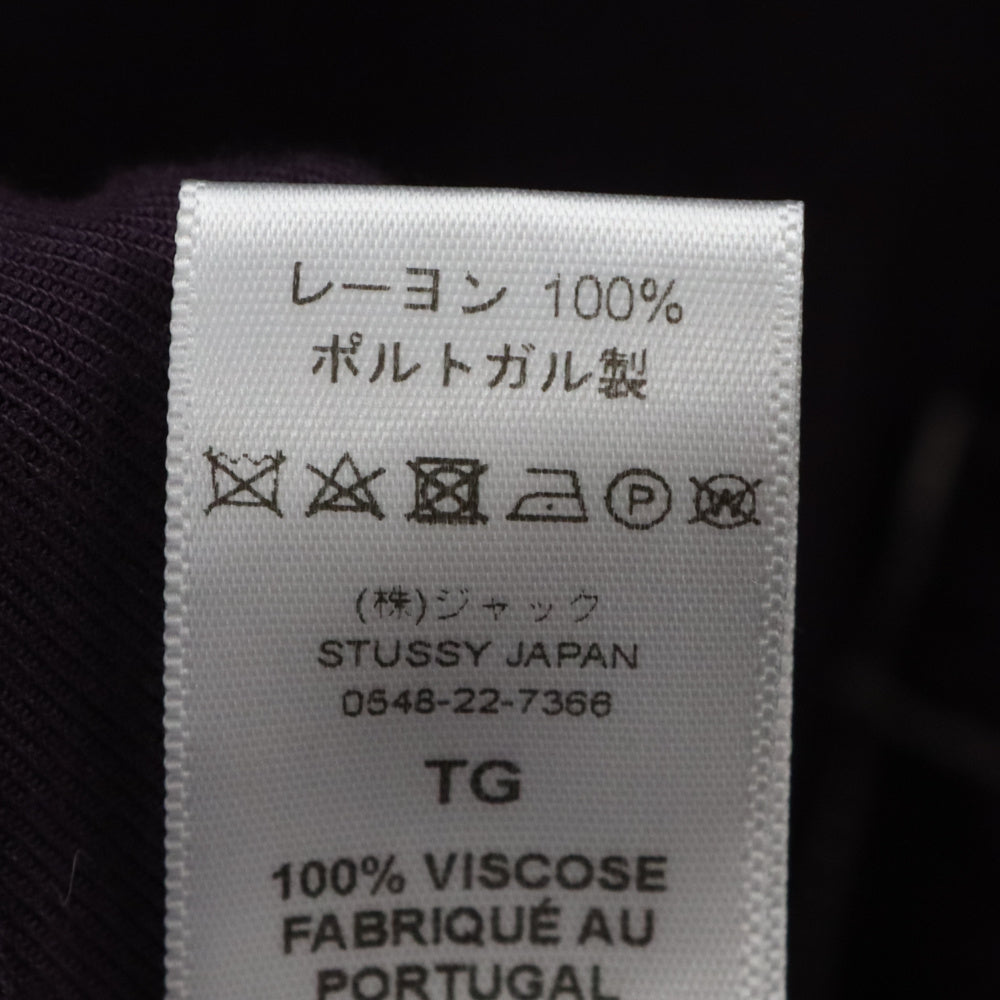 レーヨン 100%
ポルトガル製
P W
(株)ジャック
STUSSY JAPAN
0548-22-7366
TG
100% VISCOSE
FABRIQUÉ AU
PORTUGAL